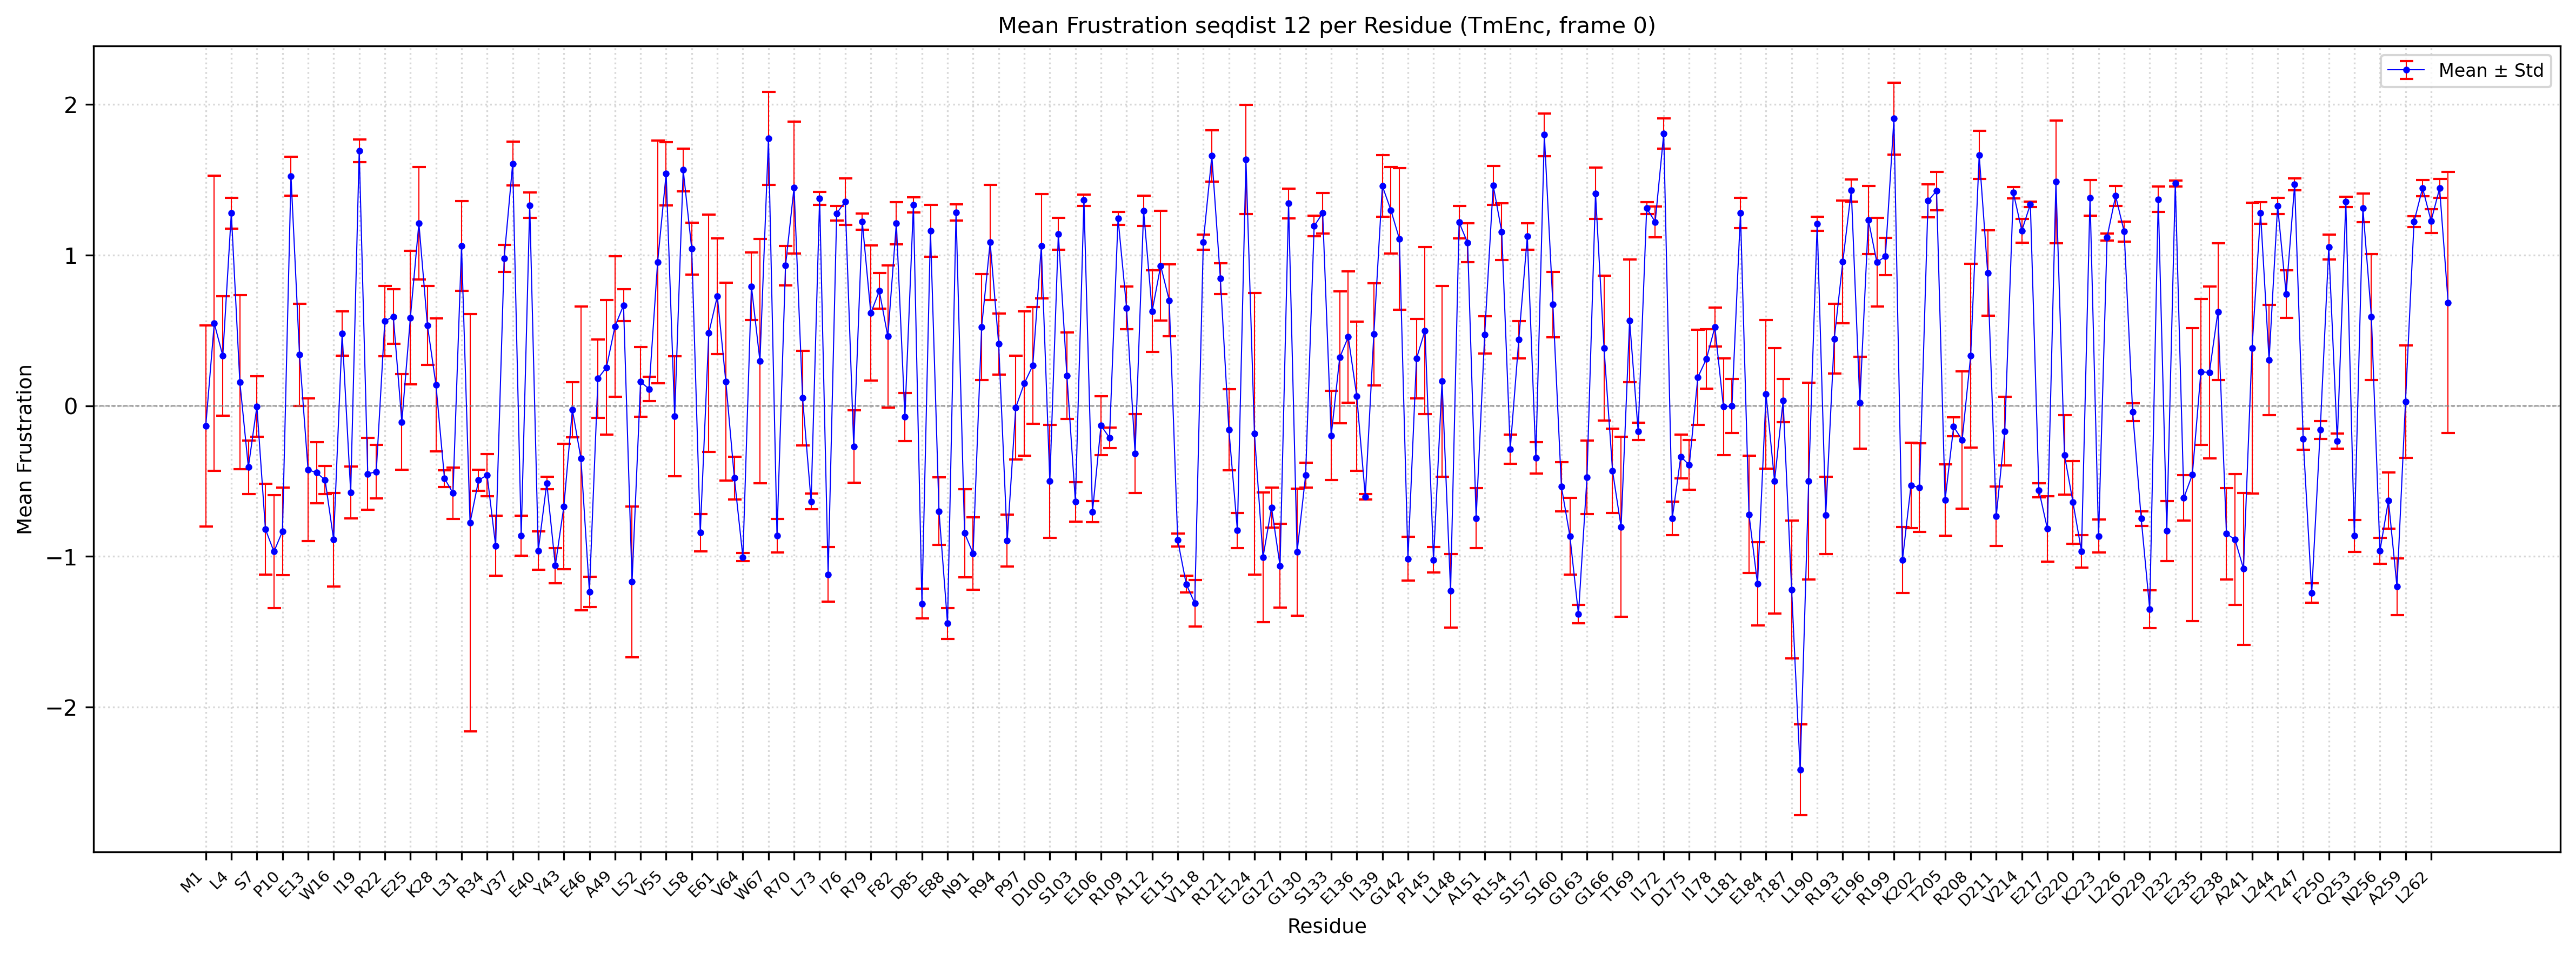 Mean Frustration seqdist 12 per Residue (TmEnc, frame 0)
Mean ± Std
Mean Frustration
2
1
0
−1
−2
M1 L4 S7 P10 E13 W16 I19 R22 E25 K28 L31 R34 V37 E40 Y43 E46 A49 L52 V55 L58 E61 V64 W67 R70 L73 I76 R79 F82 D85 E88 N91 R94 P97 D100 S103 E106 R109 A112 E115 V118 R121 E124 G127 G130 S133 E136 I139 G142 P145 L148 A151 R154 S157 S160 G163 G166 T169 I172 D175 I178 L181 E184 ?187 L190 R193 E196 R199 K202 T205 R208 D211 V214 E217 G220 K223 L226 D229 I232 E235 E238 A241 L244 T247 F250 Q253 N256 A259 L262
Residue